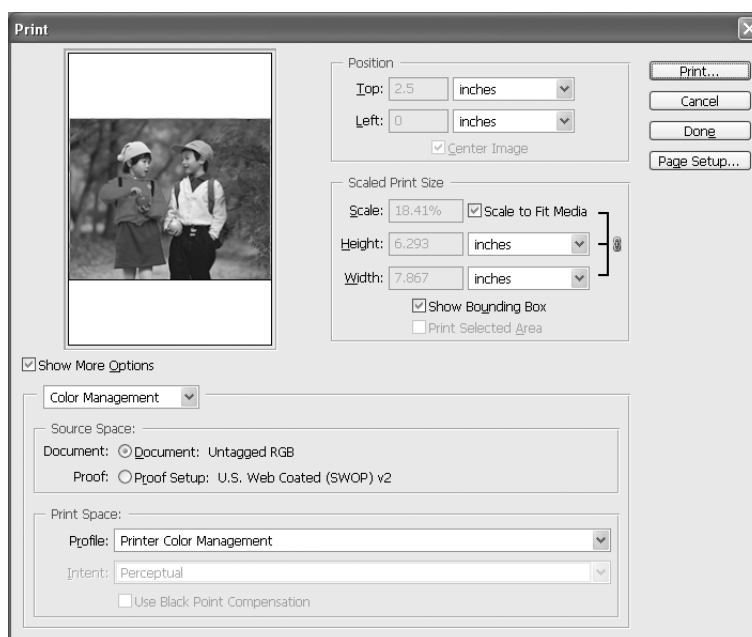 Print
Position
Top: 2.5 inches
Left: 0 inches
Center Image
Print...
Cancel
Done
Page Setup...
Scaled Print Size
Scale: 18.41% Scale to Fit Media
Height: 6.293 inches
Width: 7.867 inches
Show Bounding Box
Print Selected Area
Show More Options
Color Management
Source Space:
Document: Document: Untagged RGB
Proof: Proof Setup: U.S. Web Coated (SWOP) v2
Print Space:
Profile: Printer Color Management
Intent: Perceptual
Use Black Point Compensation